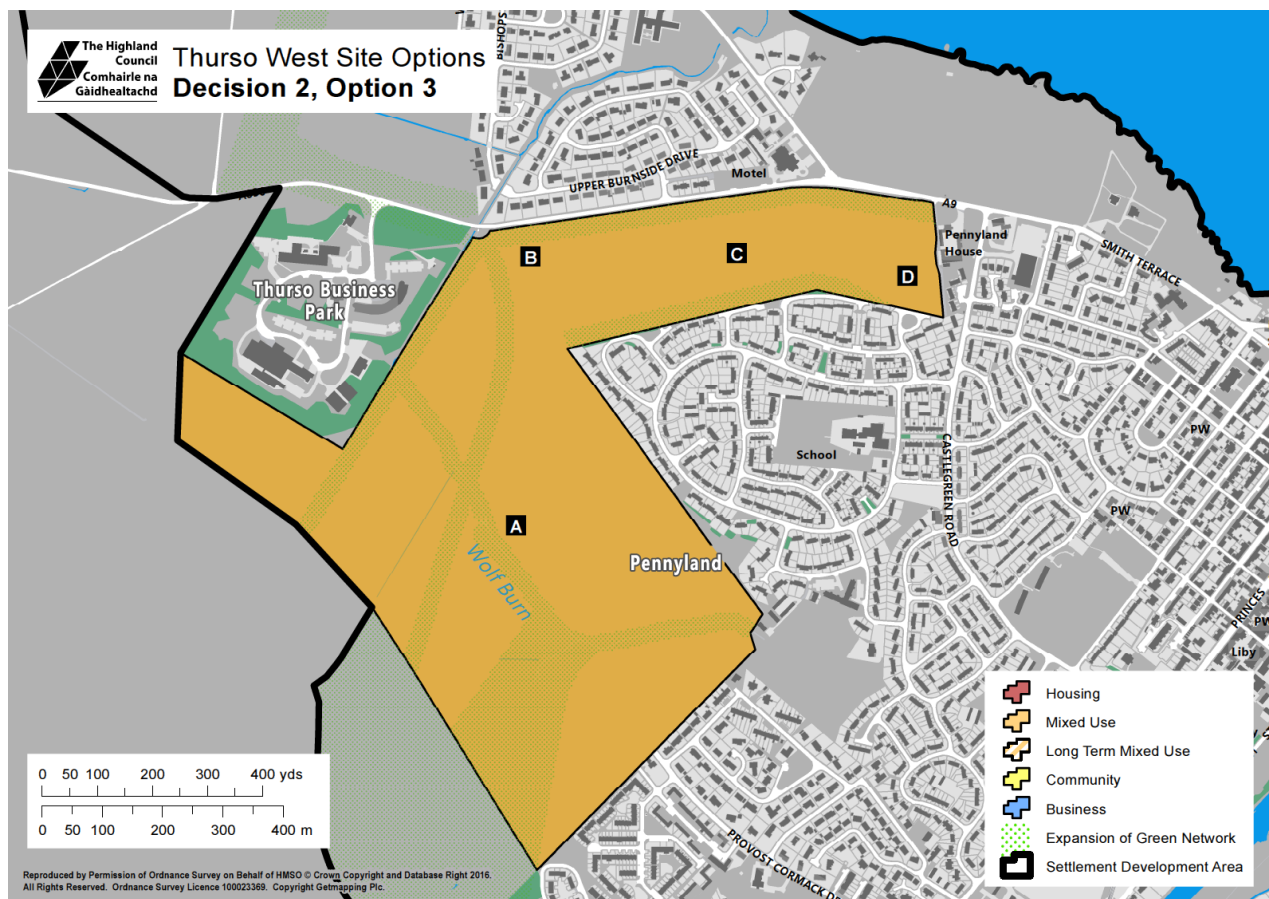 The Highland
Council
Comhairle na
Gàidhealtachd
Thurso West Site Options
Decision 2, Option 3
BISHOPS
UPPER BURNSIDE DRIVE
Motel
A9
Pennyland
House
SMITH TERRACE
B
C
D
Thurso Business
Park
School
CASTLEGREEN ROAD
PW
PW
A
Wolf Burn
Pennyland
PRINCES
PW
Liby
PROVOST CORMACK DR
Housing
Mixed Use
Long Term Mixed Use
Community
Business
Expansion of Green Network
Settlement Development Area
0 50 100 200 300 400 yds
0 50 100 200 300 400 m
Reproduced by Permission of Ordnance Survey on Behalf of HMSO © Crown Copyright and Database Right 2016.
All Rights Reserved. Ordnance Survey Licence 100023369. Copyright Getmapping Plc.